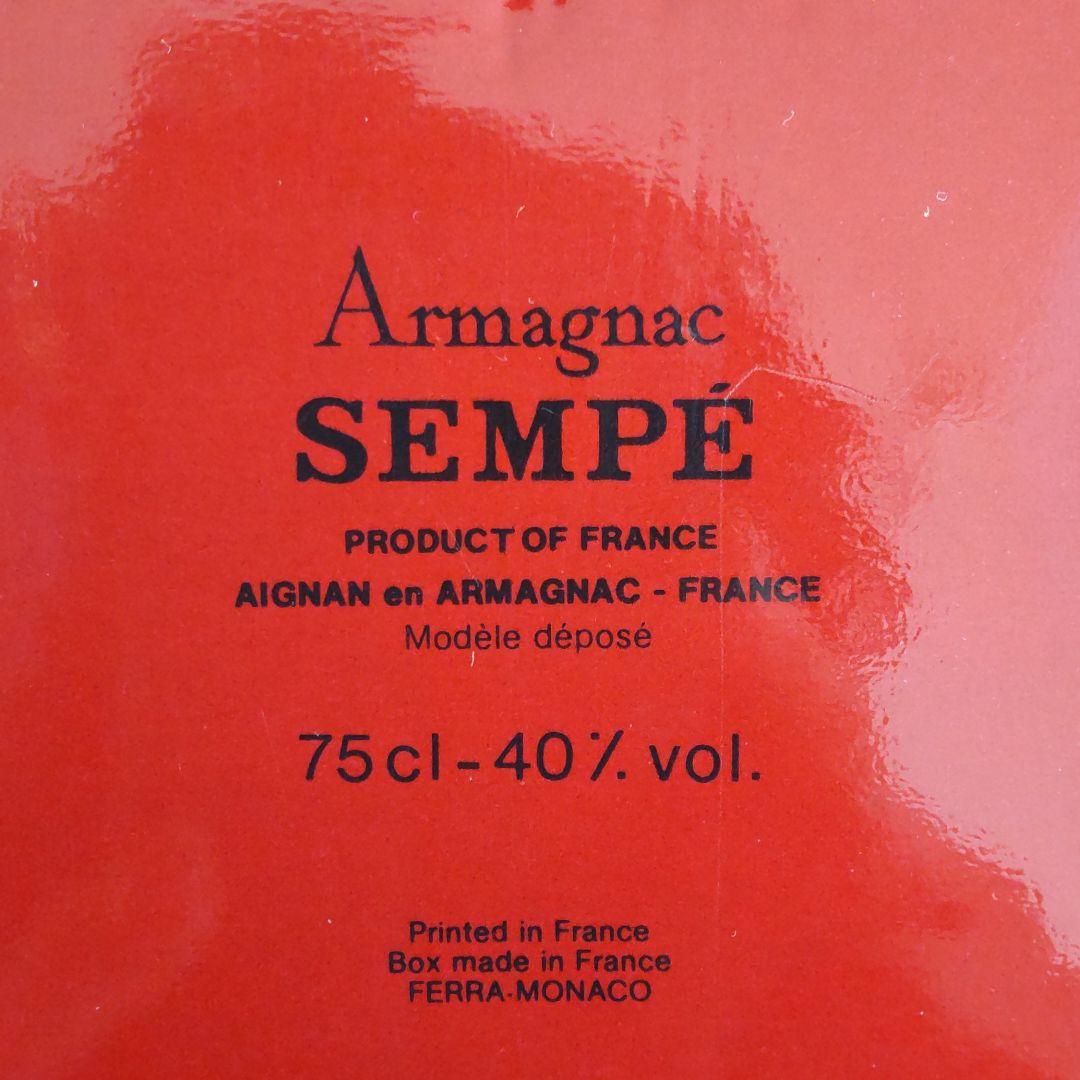 Armagnac
SEMPÉ
PRODUCT OF FRANCE
AIGNAN en ARMAGNAC - FRANCE
Modèle déposé
75cl-40% vol.
Printed in France
Box made in France
FERRA-MONACO